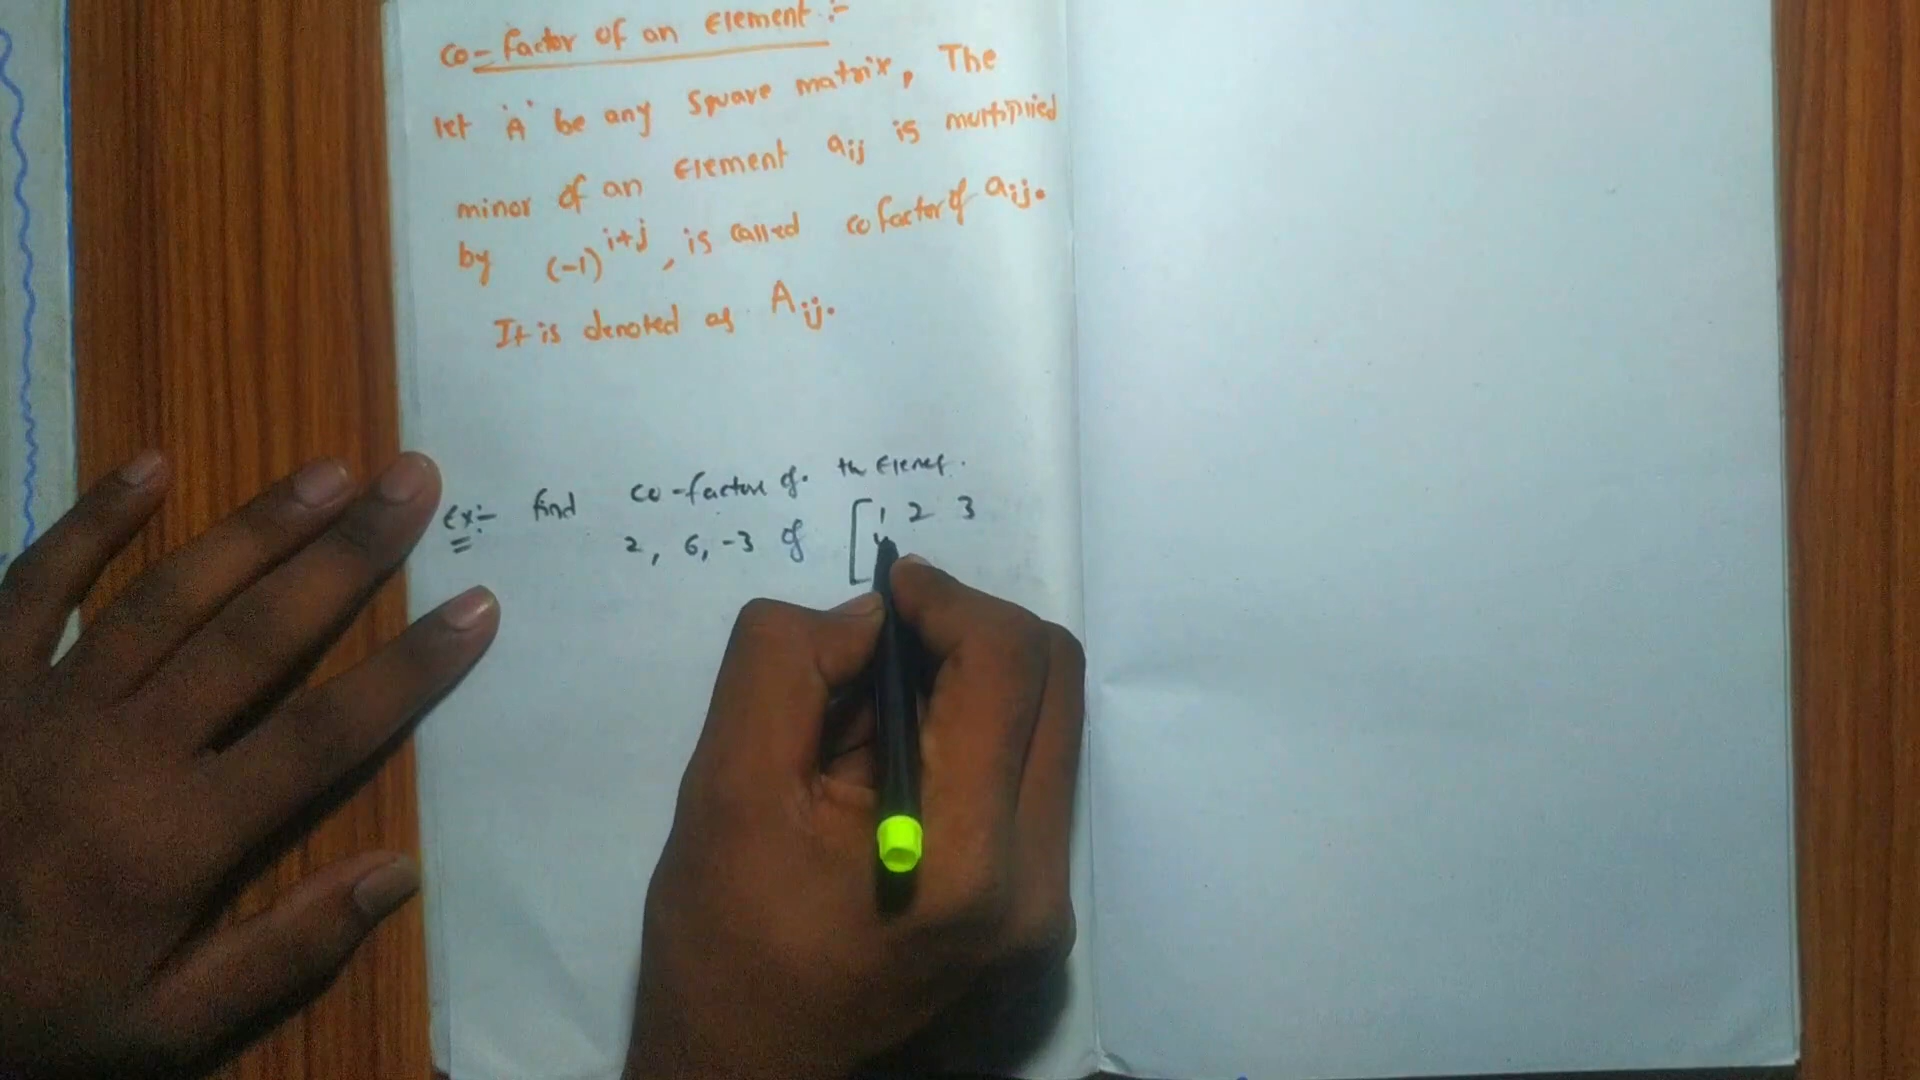 co-factor of an Element :-
let 'A' be any Square matrix, The
minor of an Element aij is multiplied
by (-1)^i+j, is called cofactor of aij.
It is denoted as Aij.
Ex:- find co-factors of. the
2, 6, -3 of [1 2 3
4